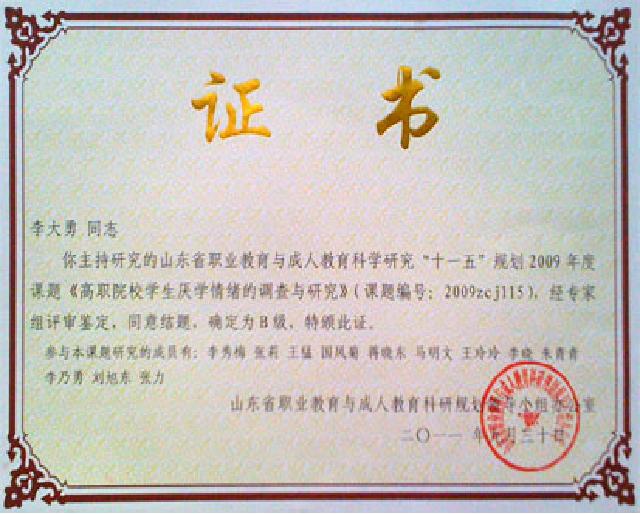 证书
李大勇 同志
你主持研究的山东省职业教育与成人教育科学研究“十一五”规划2009年度
课题《高职院校学生厌学情绪的调查与研究》(课题编号：2009zcj115)，经专家
组评审鉴定，同意结题，确定为B级，特颁此证。
参与本课题研究的成员有：李秀梅 张莉 王猛 国凤菊 蒋晓东 马明文 王玲玲 李晓 朱青青
李乃勇 刘旭东 张力
山东省职业教育与成人教育科研规划领导小组办公室
二〇一一年 月三十日